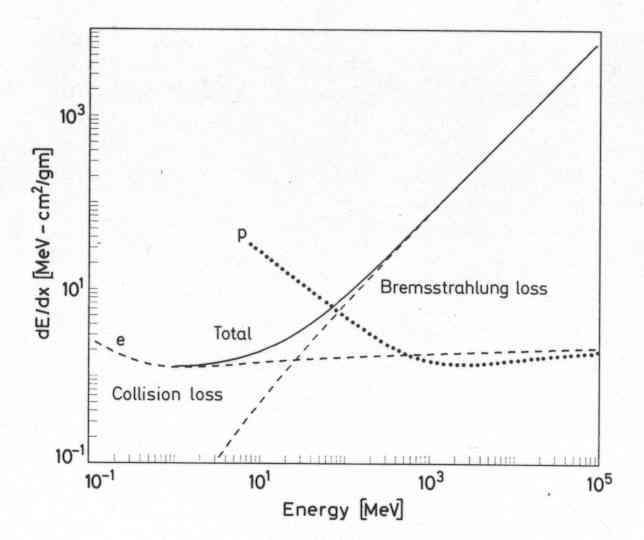 dE/dx [MeV - cm²/gm]
10³
10¹
10⁻¹
p
Bremsstrahlung loss
Total
e
Collision loss
10⁻¹
10¹
10³
10⁵
Energy [MeV]